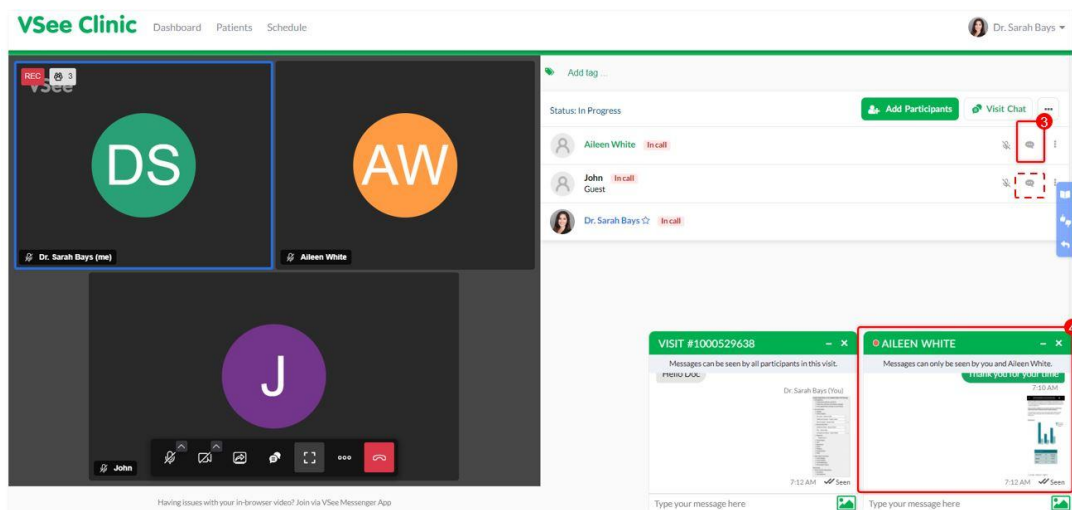 VSee Clinic Dashboard Patients Schedule Dr. Sarah Bays
REC 3
VSee
DS
AW
Dr. Sarah Bays (me)
Aileen White
J
John
Having issues with your in-browser video? Join via VSee Messenger App
Add tag ...
Status: In Progress Add Participants Visit Chat
3
Aileen White In call
John In call
Guest
Dr. Sarah Bays In call
VISIT #1000529638
Messages can be seen by all participants in this visit.
Hello Doc
Dr. Sarah Bays (You)
7:12 AM Seen
Type your message here
4
AILEEN WHITE
Messages can only be seen by you and Aileen White.
Thank you for your time
7:10 AM
7:12 AM Seen
Type your message here